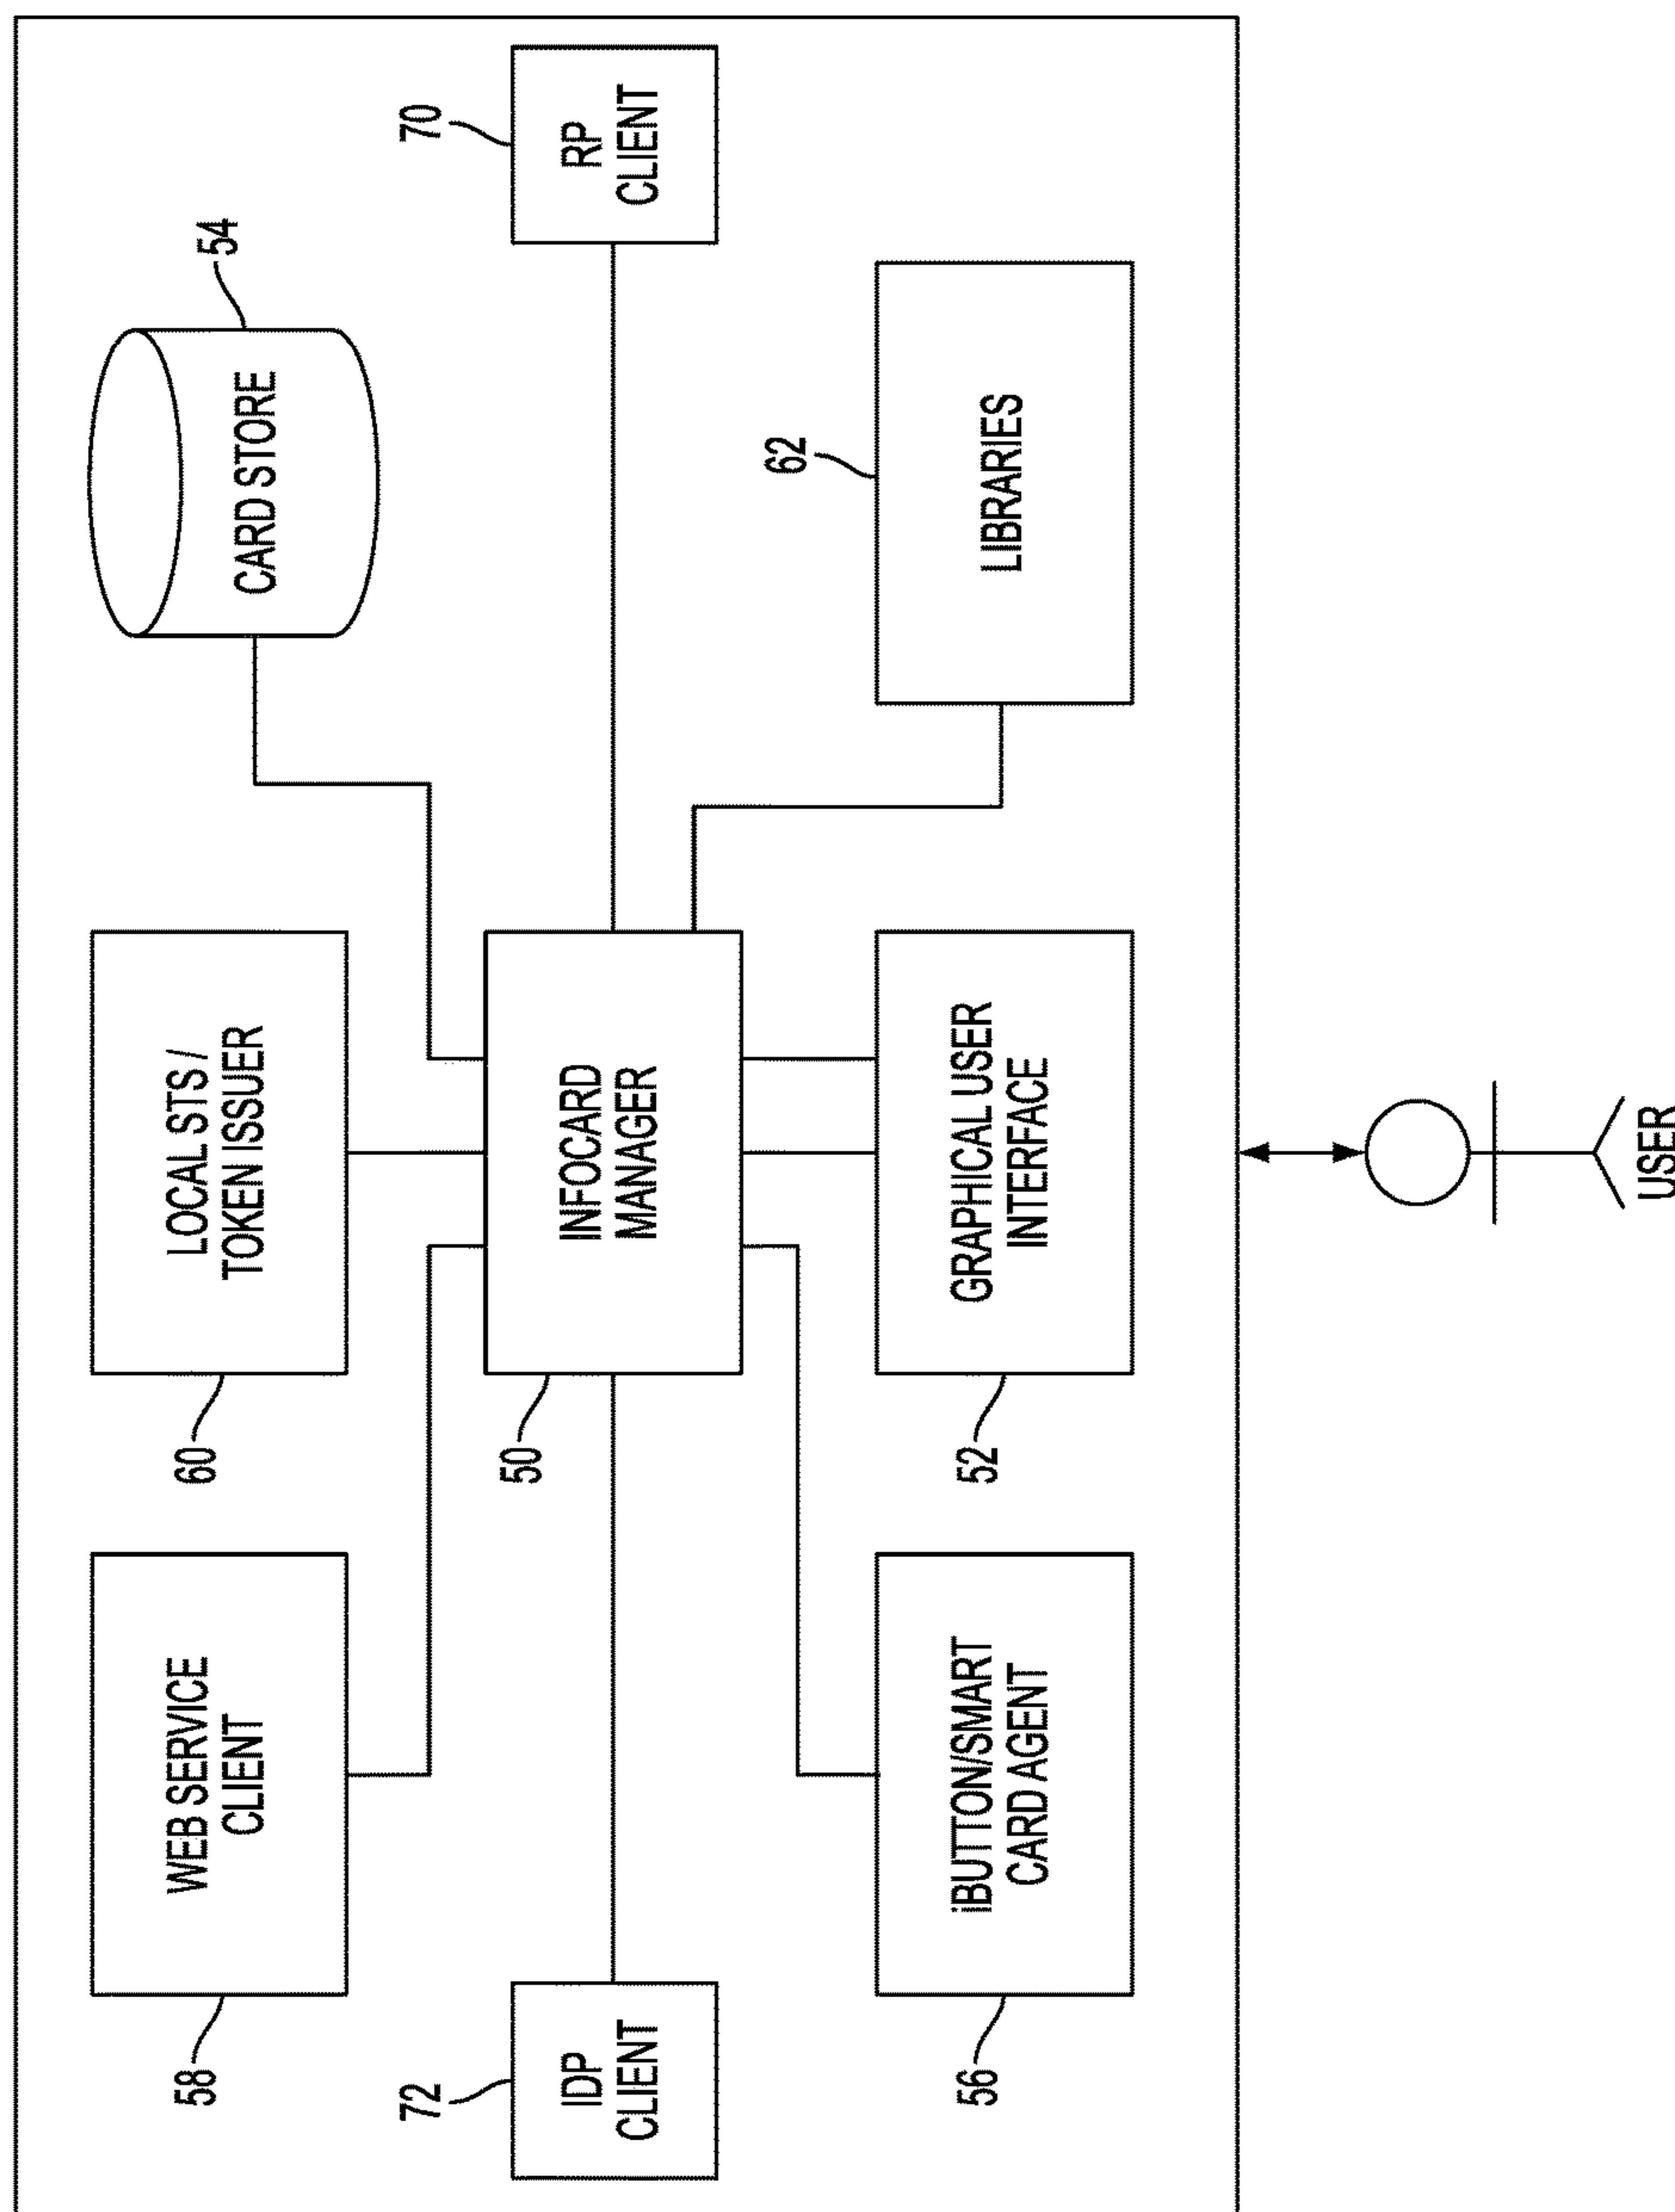 58
WEB SERVICE
CLIENT
60
LOCAL STS /
TOKEN ISSUER
54
CARD STORE
72
IDP
CLIENT
50
INFOCARD
MANAGER
70
RP
CLIENT
56
iBUTTON/SMART
CARD AGENT
52
GRAPHICAL USER
INTERFACE
62
LIBRARIES
USER